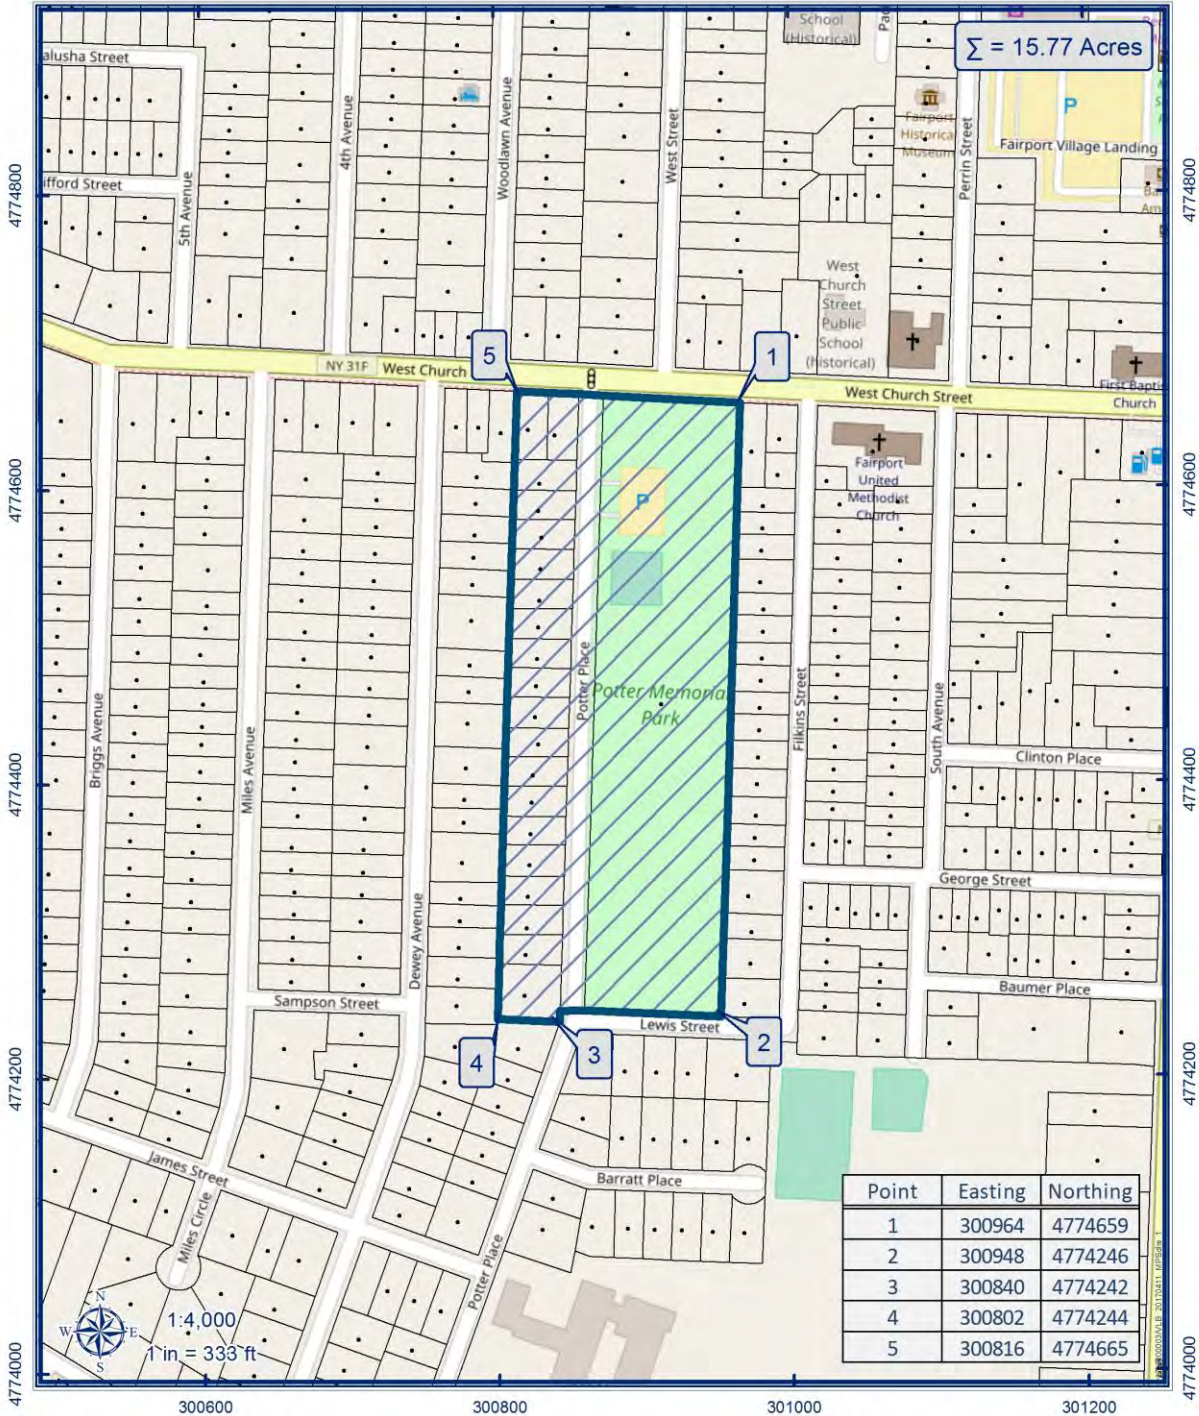 School
(Historical)
∑ = 15.77 Acres
alusha Street
P
Fairport
Historical
Museum
Fairport Village Landing
4th Avenue
Woodlawn Avenue
West Street
Perrin Street
ifford Street
5th Avenue
4774800
4774800
West
Church
Street
Public
School
(historical)
5
1
NY 31F
West Church
West Church Street
First Baptis
Church
Fairport
United
Methodist
Church
4774600
4774600
P
Potter Place
Potter Memorial
Park
Briggs Avenue
Miles Avenue
Filkins Street
South Avenue
Clinton Place
4774400
4774400
George Street
Dewey Avenue
Sampson Street
Baumer Place
Lewis Street
4
3
2
4774200
4774200
James Street
Barratt Place
Miles Circle
Potter Place
Point Easting Northing
1 300964 4774659
2 300948 4774246
3 300840 4774242
4 300802 4774244
5 300816 4774665
N
W E
S
1:4,000
1 in = 333 ft
4774000
4774000
300600
300800
301000
301200